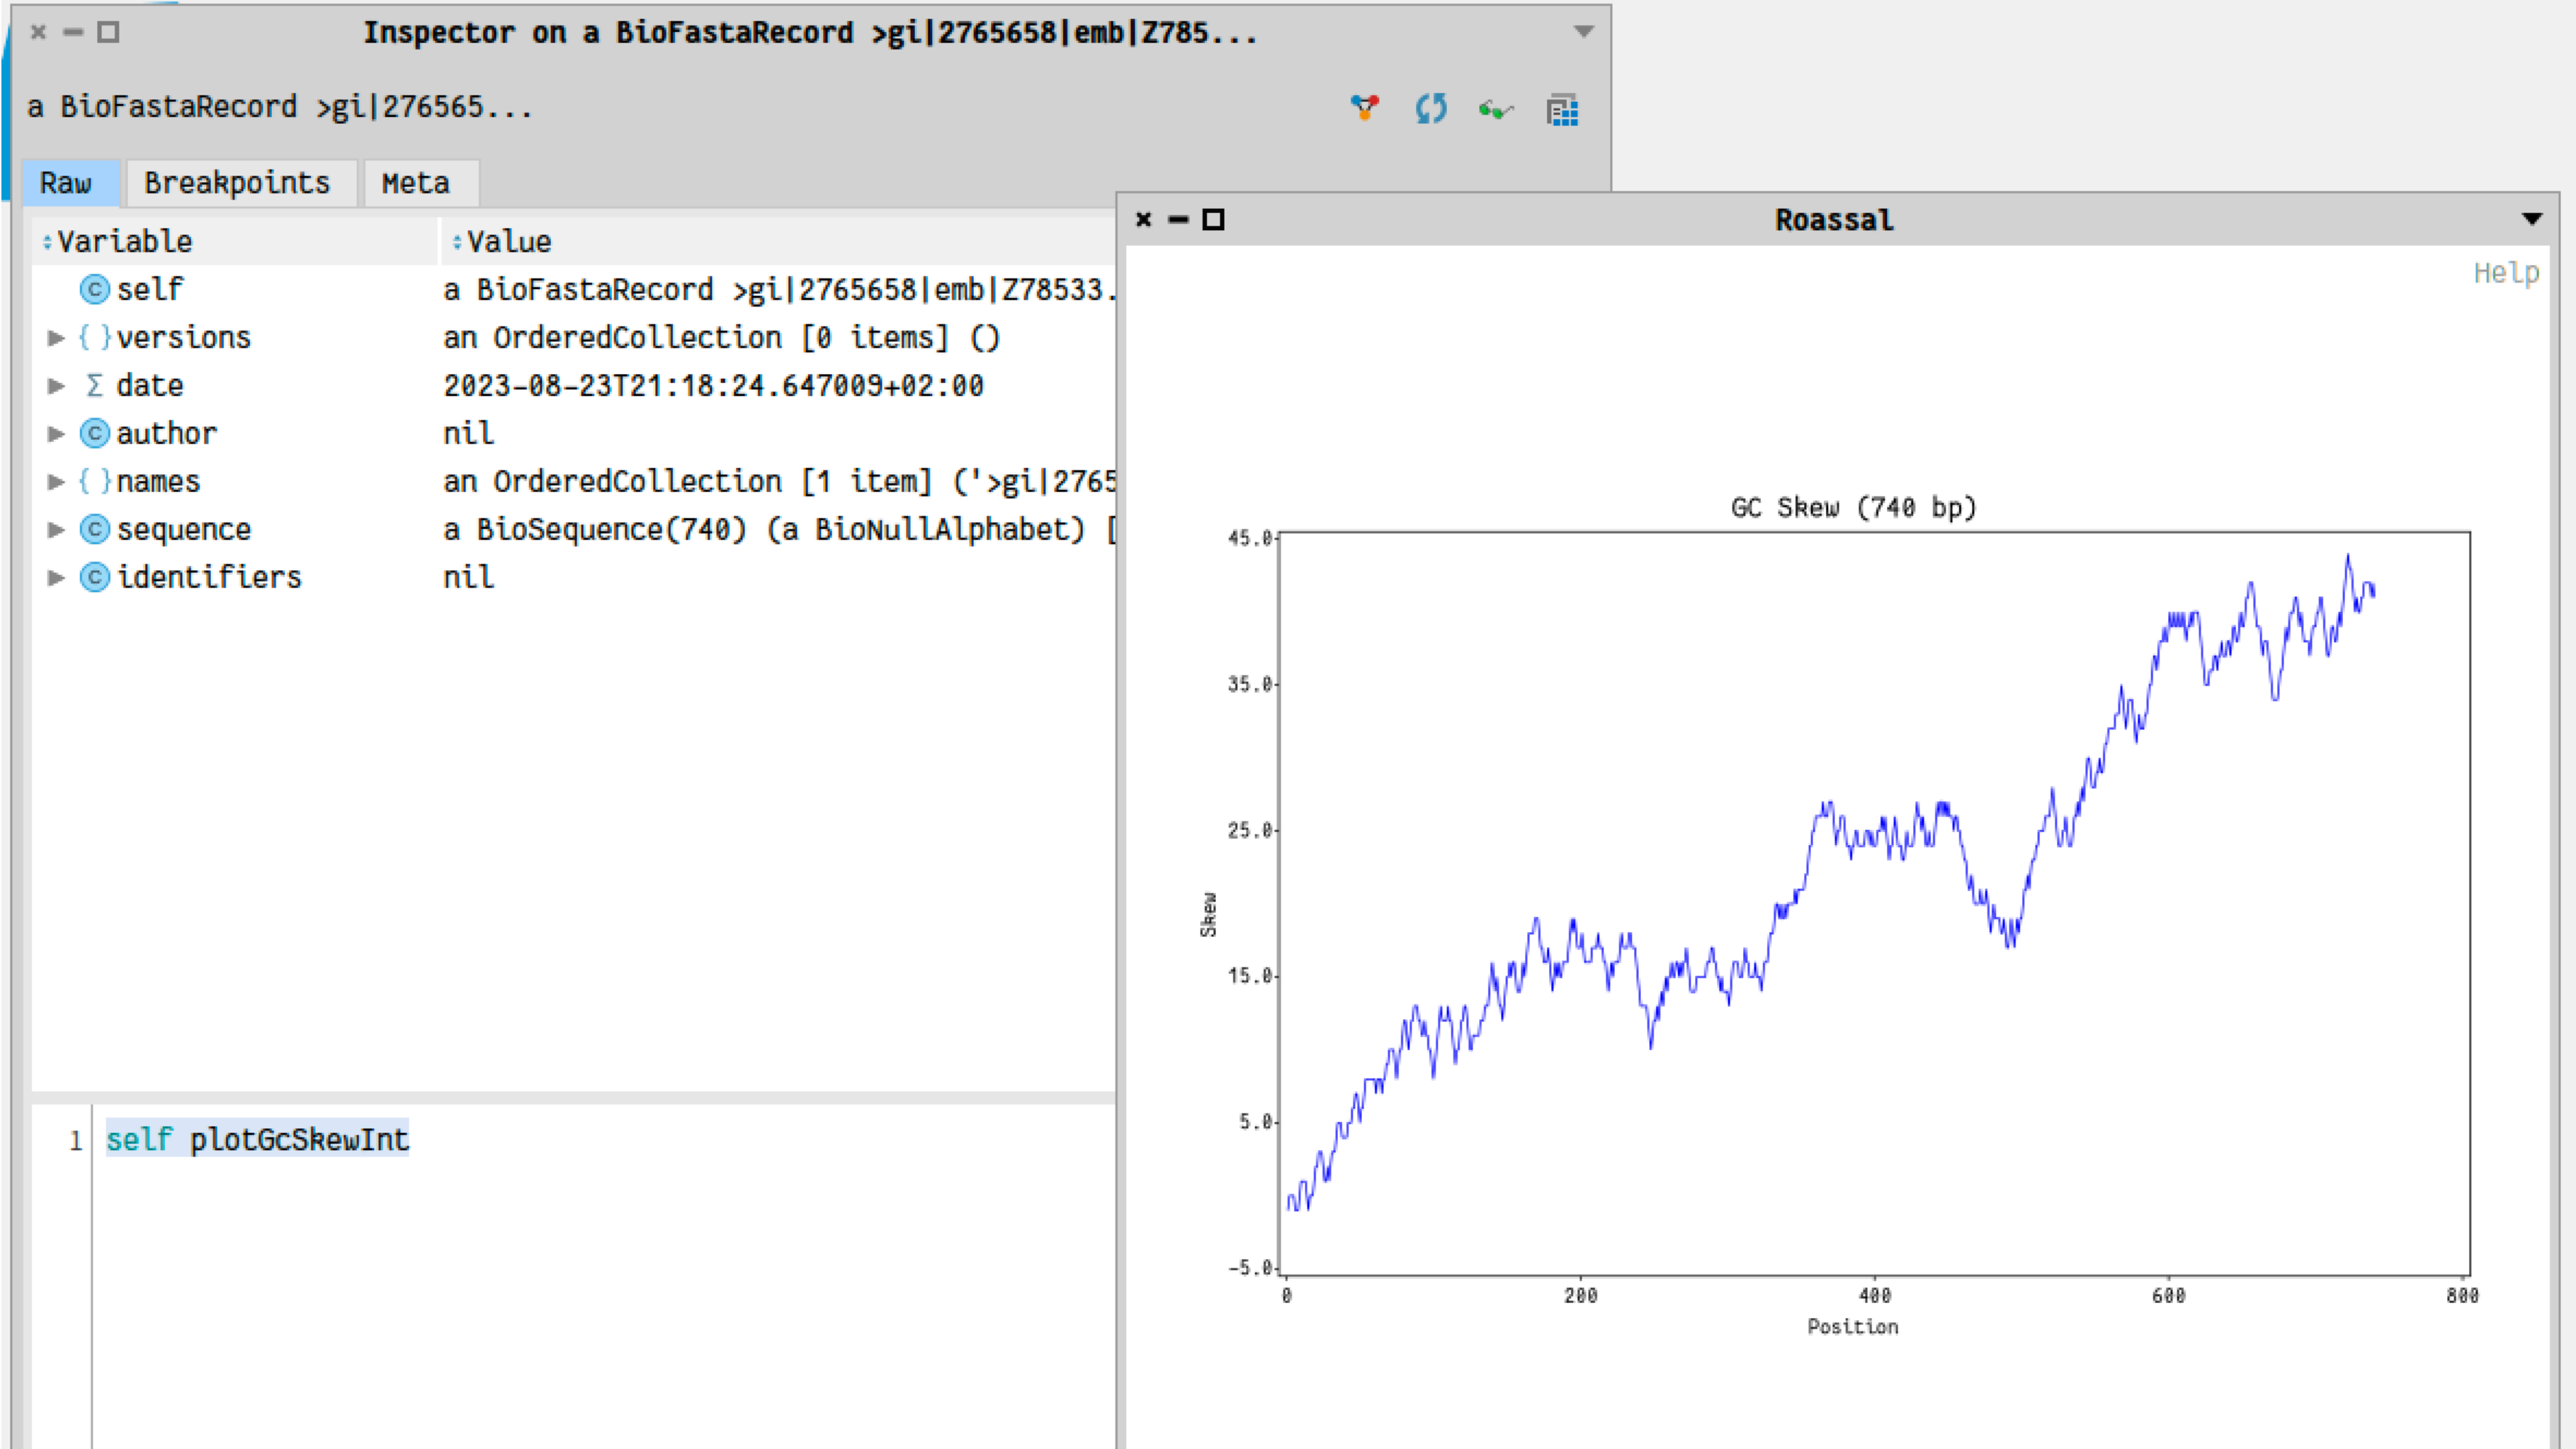 Inspector on a BioFastaRecord >gi|2765658|emb|Z785...
a BioFastaRecord >gi|276565...
Raw Breakpoints Meta
Variable Value
self a BioFastaRecord >gi|2765658|emb|Z78533.
versions an OrderedCollection [0 items] ()
date 2023-08-23T21:18:24.647009+02:00
author nil
names an OrderedCollection [1 item] ('>gi|2765
sequence a BioSequence(740) (a BioNullAlphabet) [
identifiers nil
1 self plotGcSkewInt
Roassal
Help
GC Skew (740 bp)
45.0
35.0
25.0
15.0
5.0
-5.0
Skew
0 200 400 600 800
Position